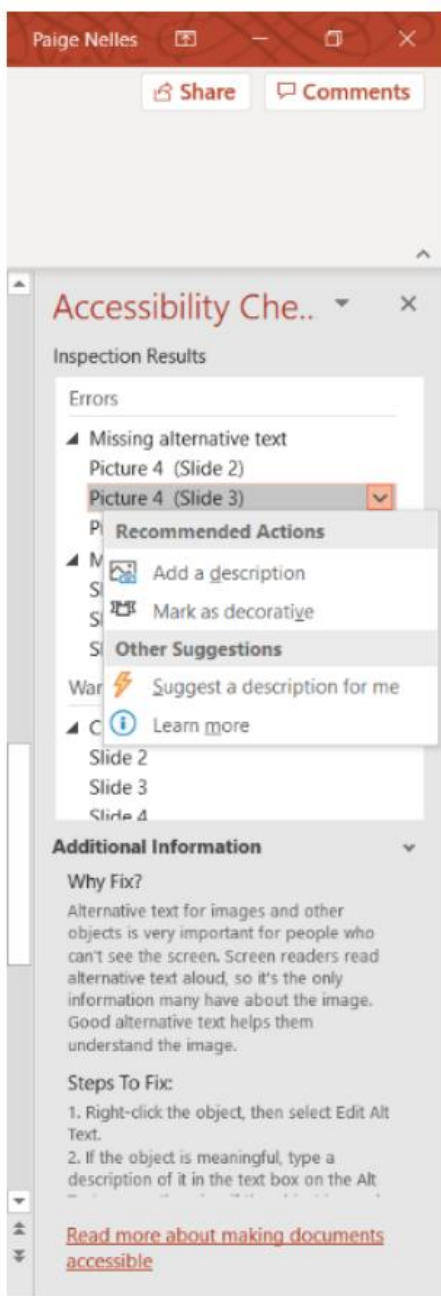 Paige Nelles
Share Comments
Accessibility Che..
Inspection Results
Errors
Missing alternative text
Picture 4 (Slide 2)
Picture 4 (Slide 3)
Recommended Actions
Add a description
Mark as decorative
Other Suggestions
Suggest a description for me
Learn more
Slide 2
Slide 3
Slide 4
Additional Information
Why Fix?
Alternative text for images and other
objects is very important for people who
can't see the screen. Screen readers read
alternative text aloud, so it's the only
information many have about the image.
Good alternative text helps them
understand the image.
Steps To Fix:
1. Right-click the object, then select Edit Alt
Text.
2. If the object is meaningful, type a
description of it in the text box on the Alt
Read more about making documents
accessible